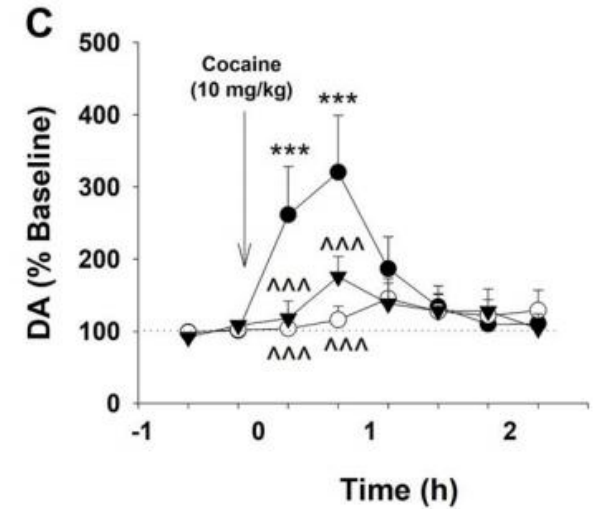 C
500
Cocaine
(10 mg/kg)
***
400
***
300
^^^
200
^^^
100
^^^ ^^^
0
-1 0 1 2
DA (% Baseline)
Time (h)